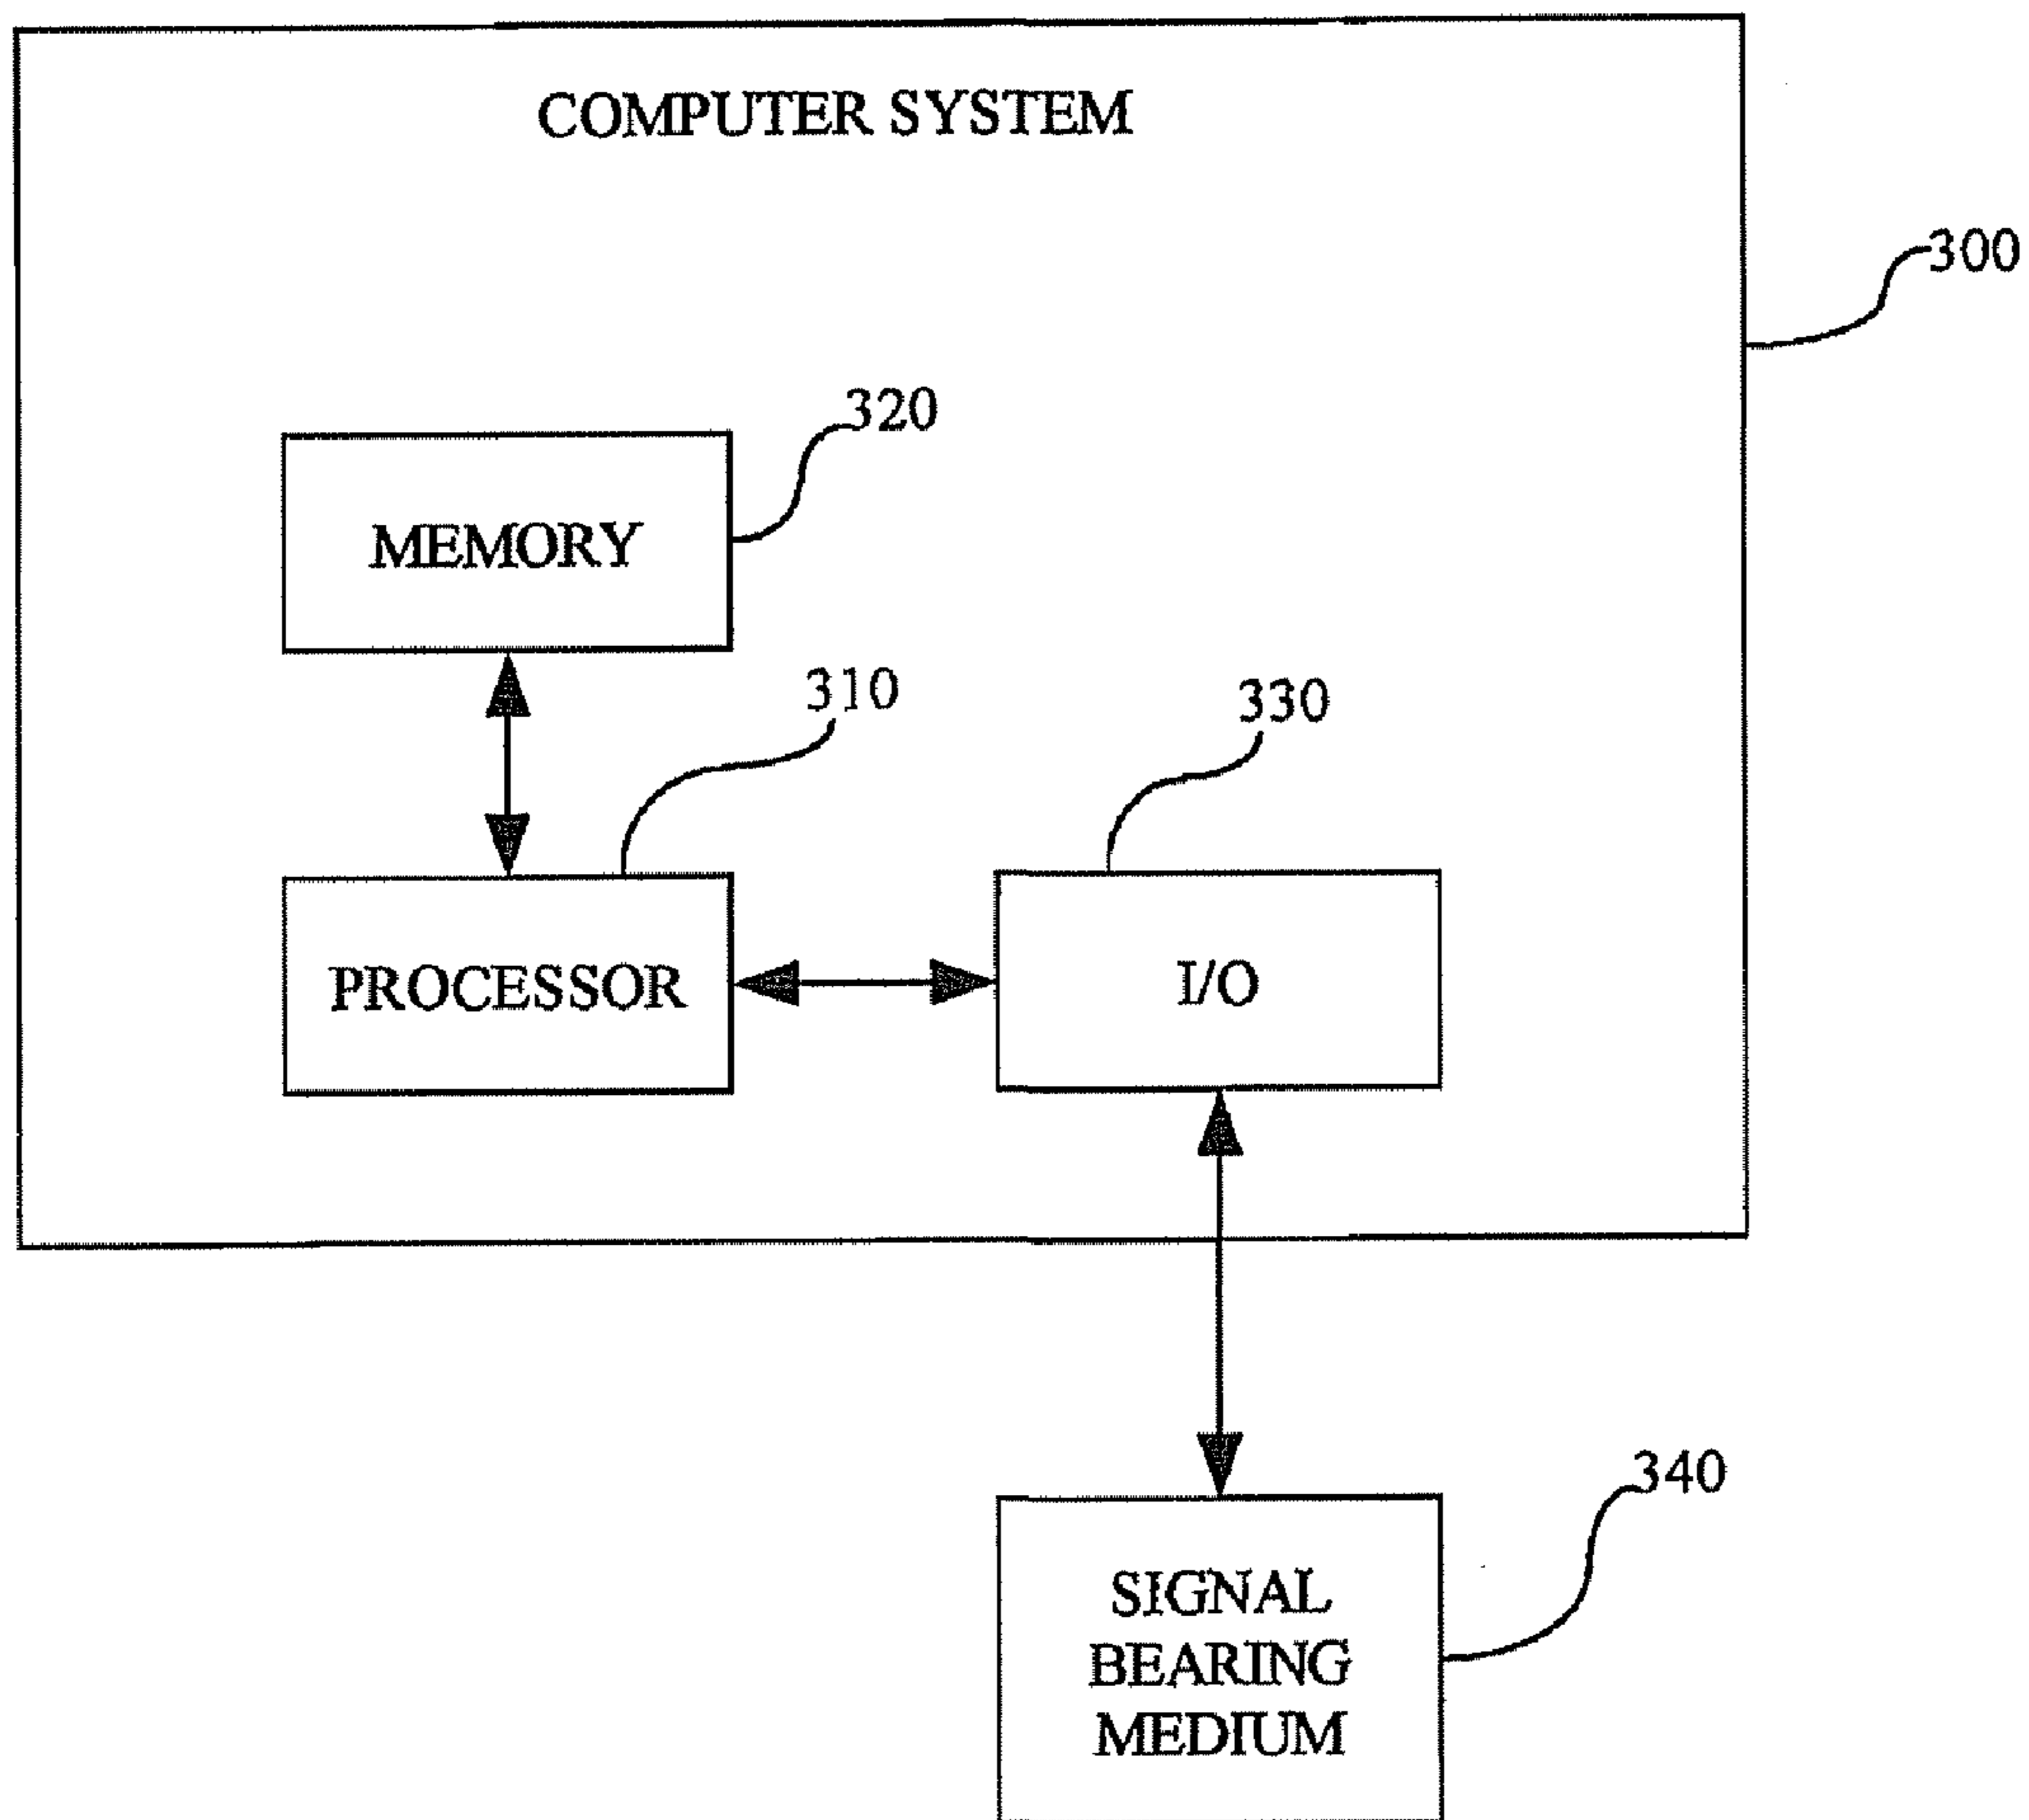 COMPUTER SYSTEM
300
320
MEMORY
310
330
PROCESSOR
I/O
340
SIGNAL
BEARING
MEDIUM